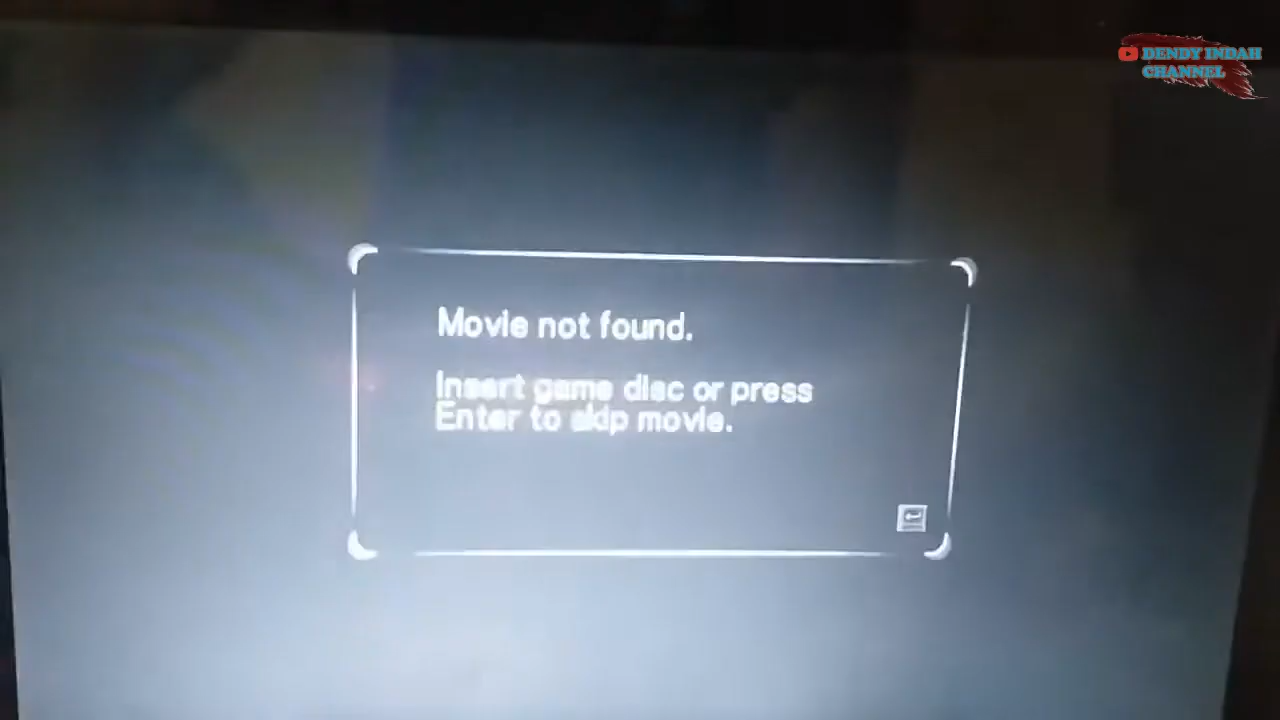 DENDY INDAH
CHANNEL
Movie not found.
Insert game disc or press
Enter to skip movie.